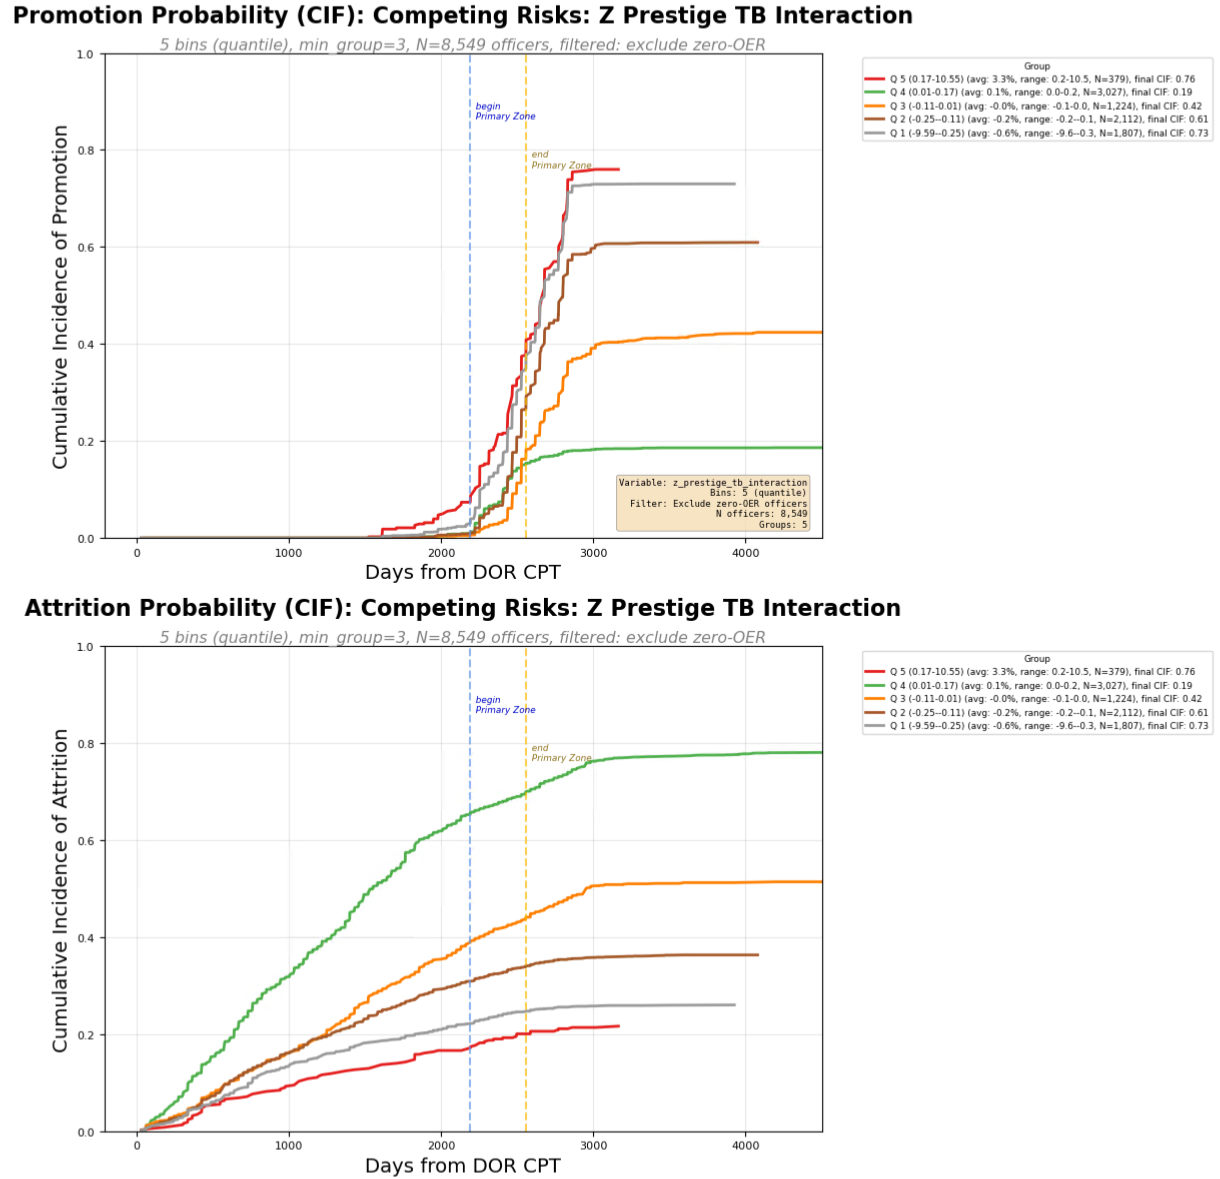 Promotion Probability (CIF): Competing Risks: Z Prestige TB Interaction
5 bins (quantile), min_group=3, N=8,549 officers, filtered: exclude zero-OER
Cumulative Incidence of Promotion
1.0
0.8
0.6
0.4
0.2
0.0
begin
Primary Zone
end
Primary Zone
Variable: z_prestige_tb_interaction
Bins: 5 (quantile)
Filter: Exclude zero-OER officers
N officers: 8,549
Groups: 5
0
1000
2000
3000
4000
Days from DOR CPT
Group
Q 5 (0.17-10.55) (avg: 3.3%, range: 0.2-10.5, N=379), final CIF: 0.76
Q 4 (0.01-0.17) (avg: 0.1%, range: 0.0-0.2, N=3,027), final CIF: 0.19
Q 3 (-0.11-0.01) (avg: -0.0%, range: -0.1-0.0, N=1,224), final CIF: 0.42
Q 2 (-0.25--0.11) (avg: -0.2%, range: -0.2--0.1, N=2,112), final CIF: 0.61
Q 1 (-9.59--0.25) (avg: -0.6%, range: -9.6--0.3, N=1,807), final CIF: 0.73
Attrition Probability (CIF): Competing Risks: Z Prestige TB Interaction
5 bins (quantile), min_group=3, N=8,549 officers, filtered: exclude zero-OER
Cumulative Incidence of Attrition
1.0
0.8
0.6
0.4
0.2
0.0
begin
Primary Zone
end
Primary Zone
0
1000
2000
3000
4000
Days from DOR CPT
Group
Q 5 (0.17-10.55) (avg: 3.3%, range: 0.2-10.5, N=379), final CIF: 0.76
Q 4 (0.01-0.17) (avg: 0.1%, range: 0.0-0.2, N=3,027), final CIF: 0.19
Q 3 (-0.11-0.01) (avg: -0.0%, range: -0.1-0.0, N=1,224), final CIF: 0.42
Q 2 (-0.25--0.11) (avg: -0.2%, range: -0.2--0.1, N=2,112), final CIF: 0.61
Q 1 (-9.59--0.25) (avg: -0.6%, range: -9.6--0.3, N=1,807), final CIF: 0.73